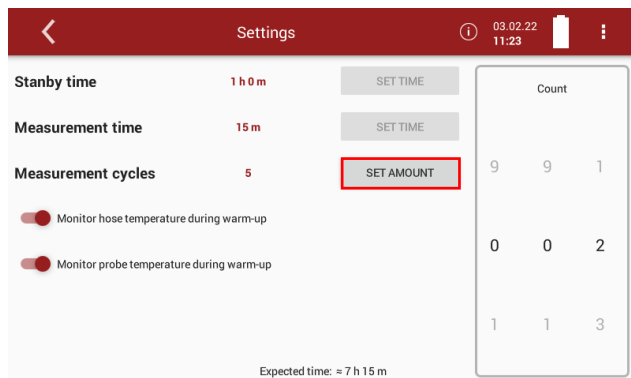 Settings
03.02.22
11:23
Stanby time 1 h 0 m SET TIME
Measurement time 15 m SET TIME
Measurement cycles 5 SET AMOUNT
Monitor hose temperature during warm-up
Monitor probe temperature during warm-up
Expected time: ≈ 7 h 15 m
Count
9 9 1
0 0 2
1 1 3